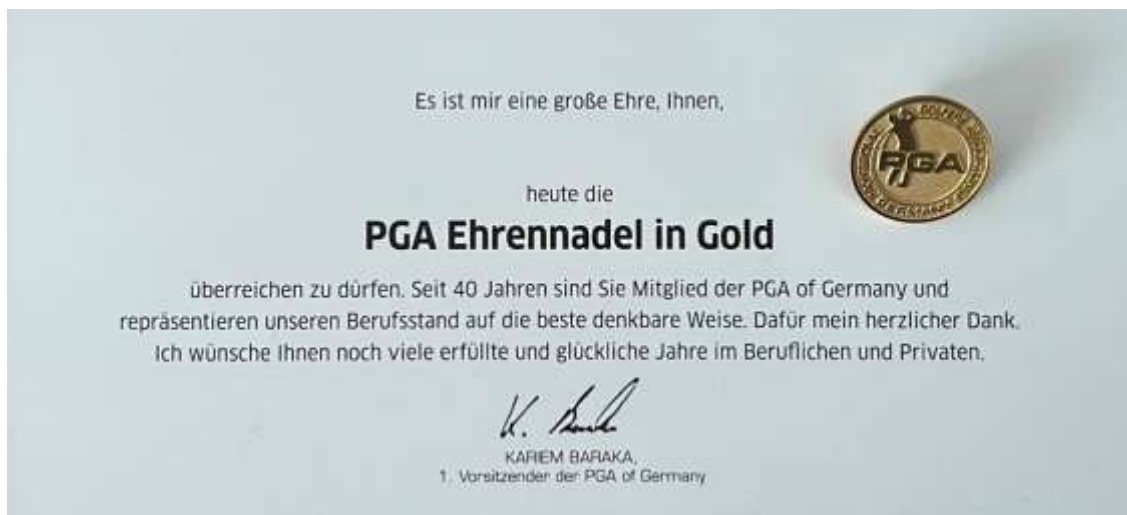 Es ist mir eine große Ehre, Ihnen,
heute die
PGA Ehrennadel in Gold
überreichen zu dürfen. Seit 40 Jahren sind Sie Mitglied der PGA of Germany und
repräsentieren unseren Berufsstand auf die beste denkbare Weise. Dafür mein herzlicher Dank.
Ich wünsche Ihnen noch viele erfüllte und glückliche Jahre im Beruflichen und Privaten.
KARIEM BARAKA,
1. Vorsitzender der PGA of Germany
PGA